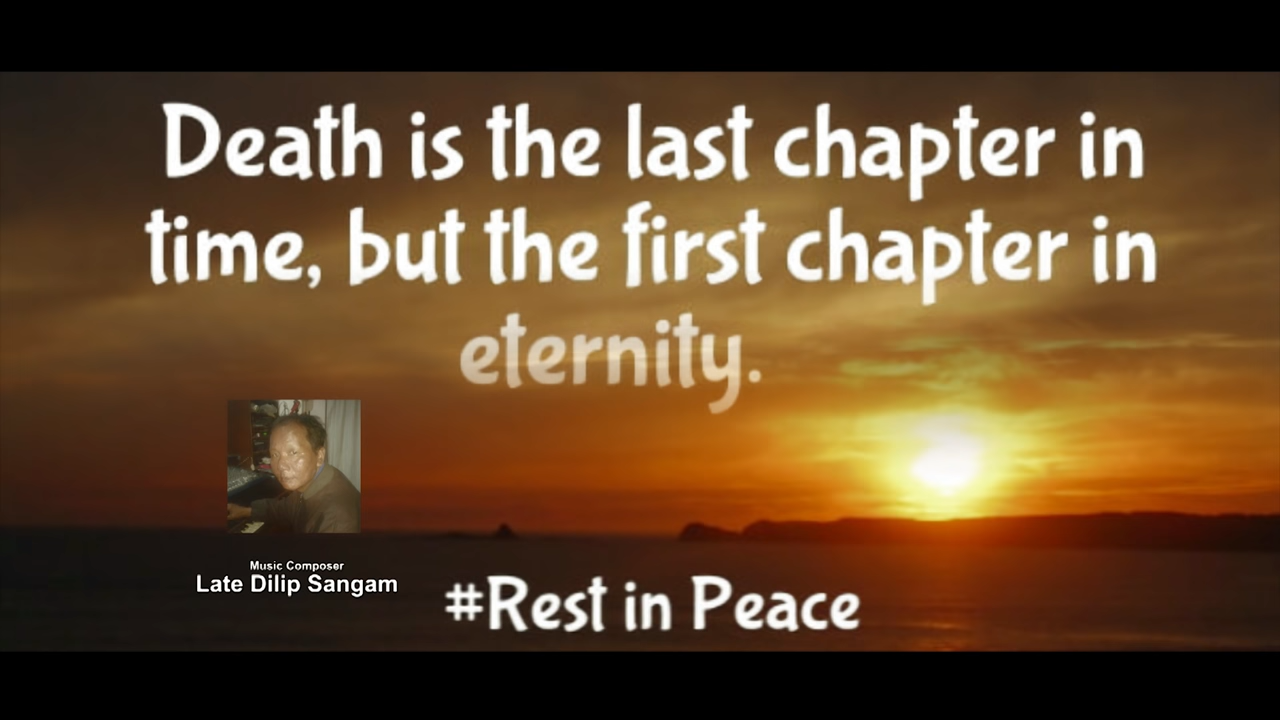 Death is the last chapter in
time, but the first chapter in
eternity.
Music Composer
Late Dilip Sangam
#Rest in Peace